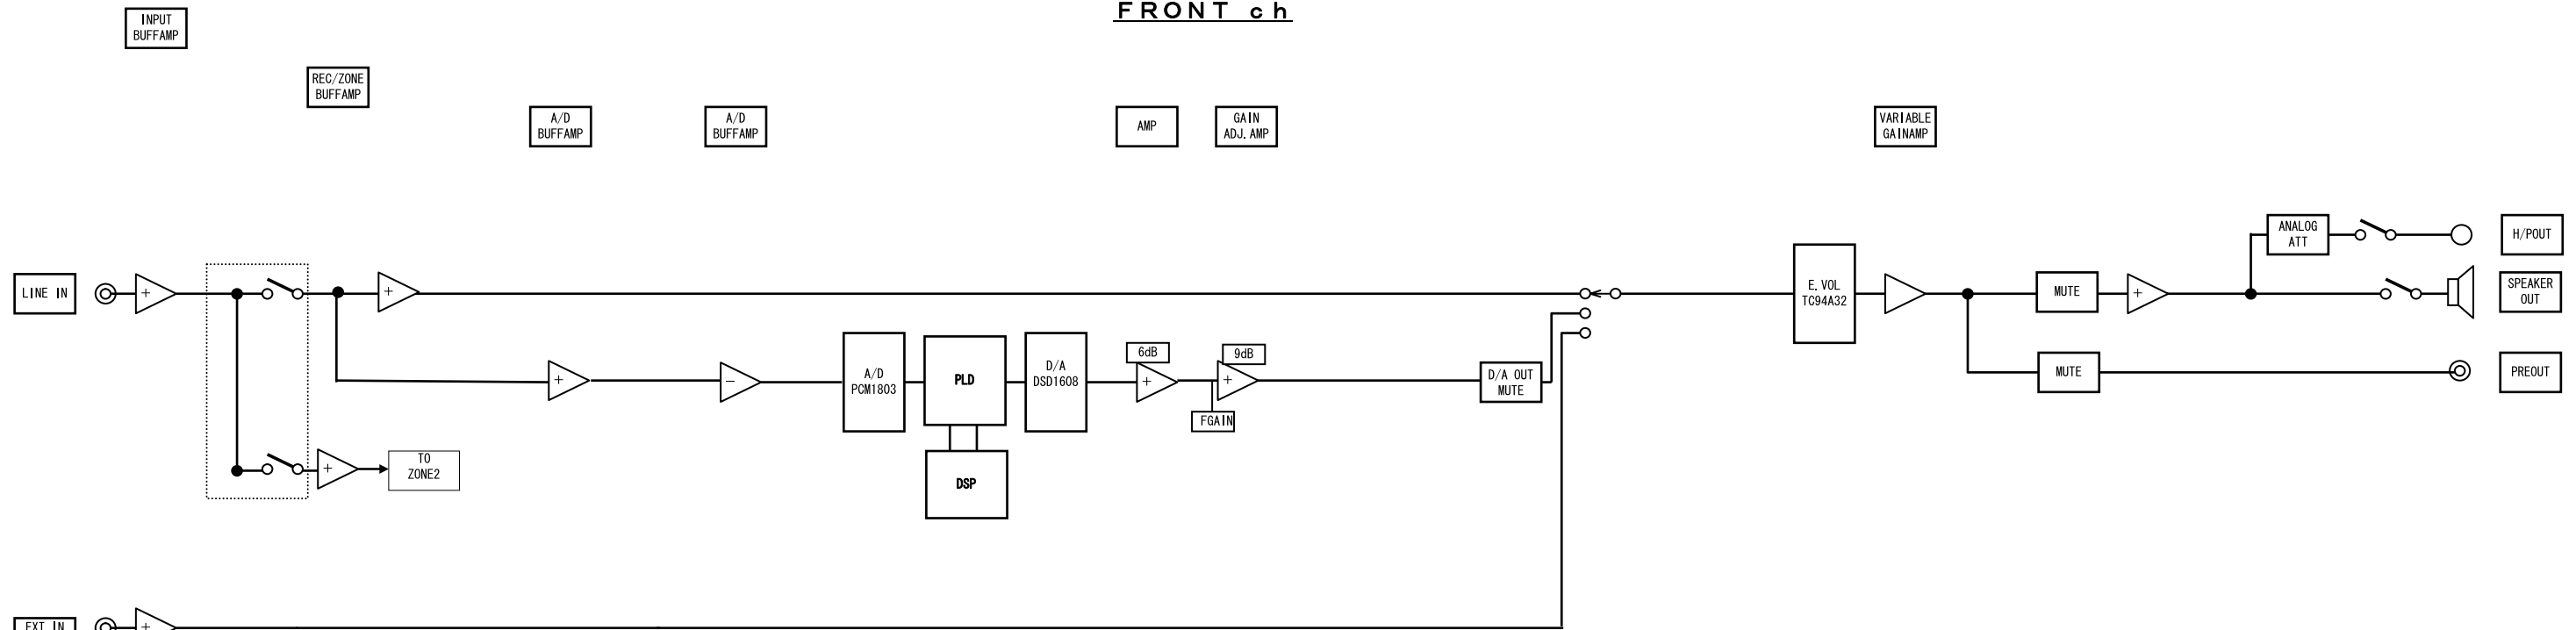 FRONT ch
INPUT
BUFFAMP
REC/ZONE
BUFFAMP
A/D
BUFFAMP
A/D
BUFFAMP
AMP
GAIN
ADJ. AMP
VARIABLE
GAINAMP
ANALOG
ATT
H/POUT
LINE IN
+
+
E. VOL
TC94A32
MUTE
+
SPEAKER
OUT
+
−
A/D
PCM1803
PLD
D/A
DSD1608
6dB
+
9dB
+
FGAIN
D/A OUT
MUTE
MUTE
PREOUT
+
TO
ZONE2
DSP
EXT IN
+